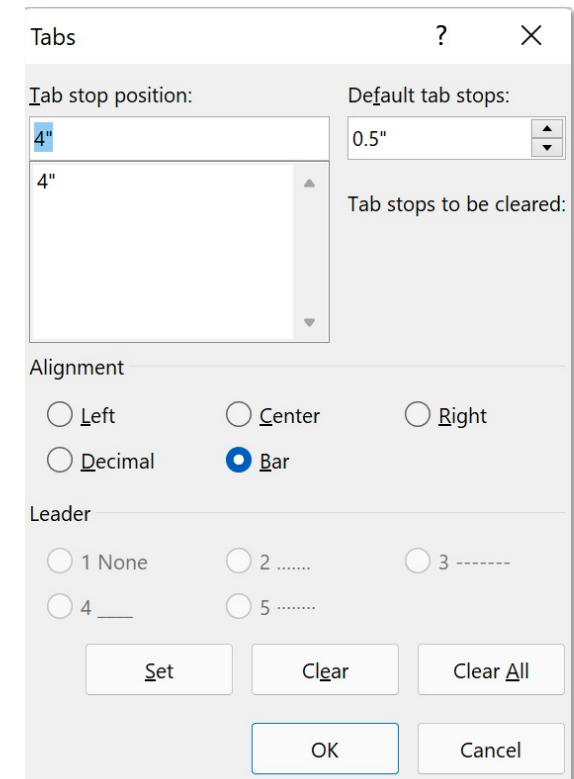 Tabs ?
Tab stop position: Default tab stops:
4" 0.5"
4"
Tab stops to be cleared:
Alignment
Left Center Right
Decimal Bar
Leader
1 None 2 ....... 3 -------
4 ___ 5 ········
Set Clear Clear All
OK Cancel